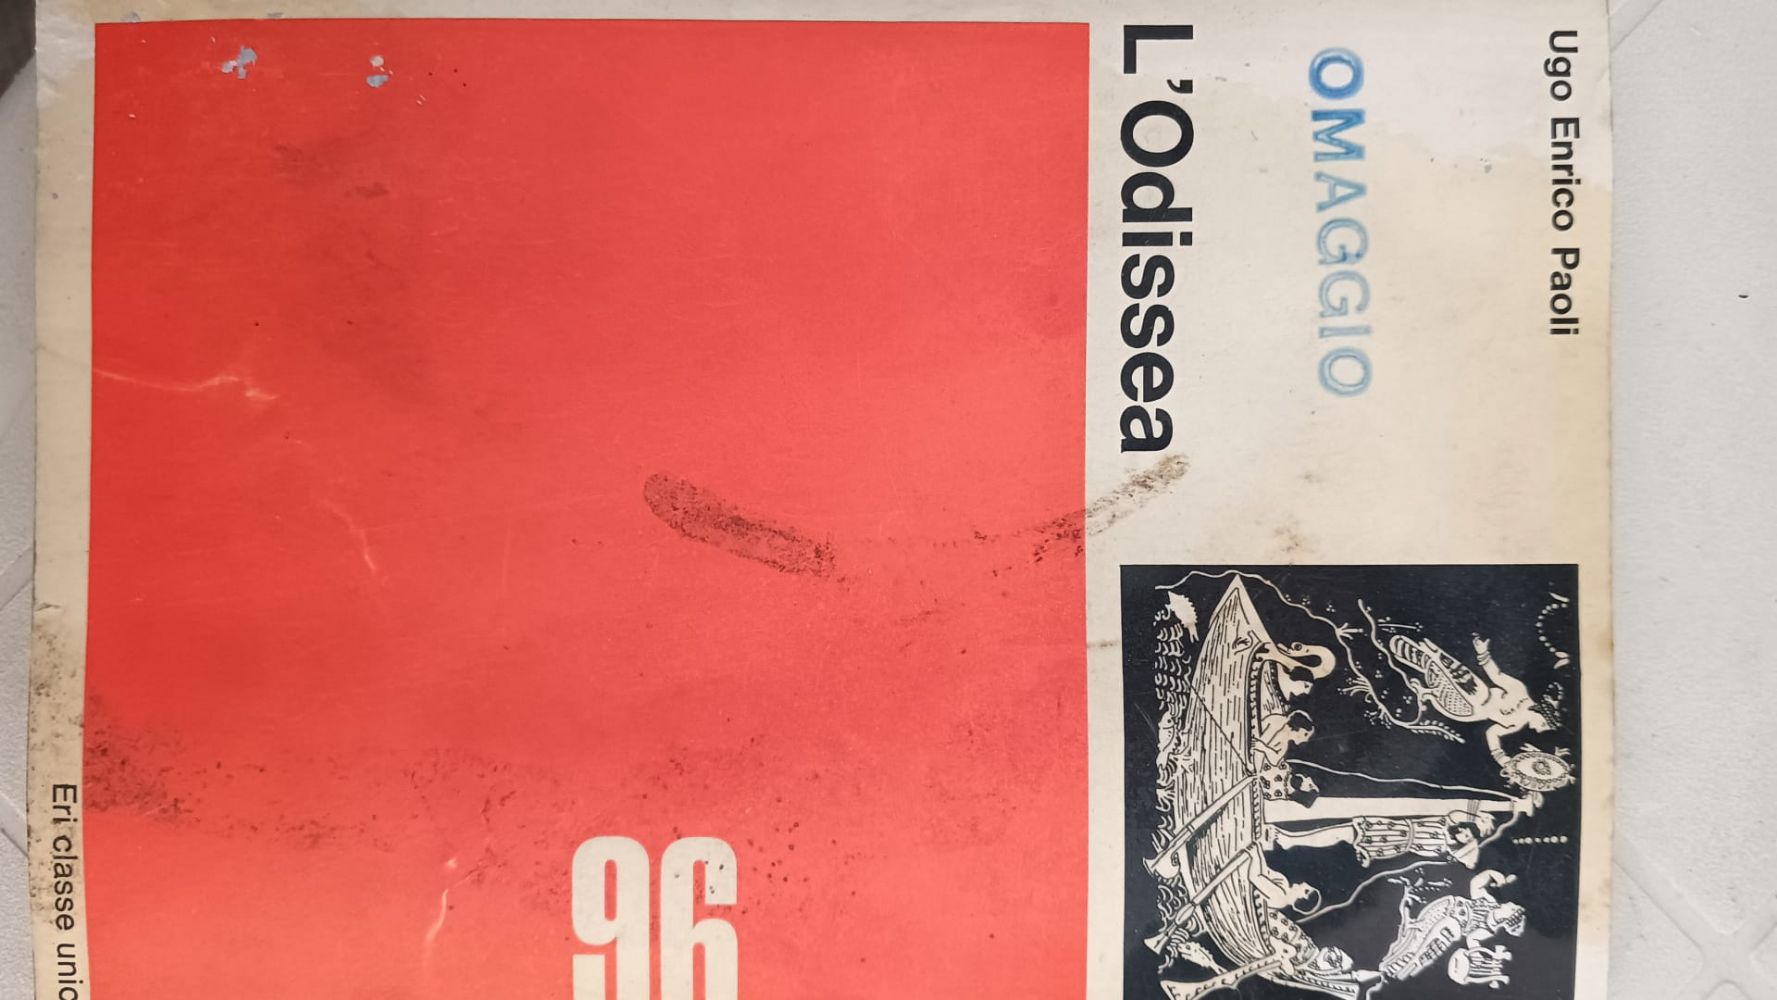 Ugo Enrico Paoli
OMAGGIO
L'Odissea
96
Eri classe unic